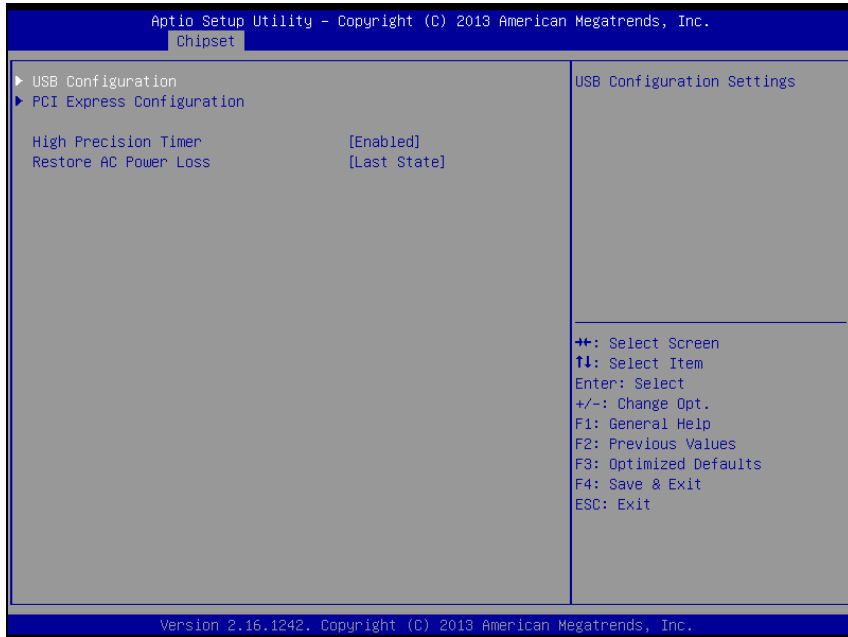 Aptio Setup Utility – Copyright (C) 2013 American Megatrends, Inc.
Chipset
USB Configuration
PCI Express Configuration
High Precision Timer [Enabled]
Restore AC Power Loss [Last State]
USB Configuration Settings
→←: Select Screen
↑↓: Select Item
Enter: Select
+/-: Change Opt.
F1: General Help
F2: Previous Values
F3: Optimized Defaults
F4: Save & Exit
ESC: Exit
Version 2.16.1242. Copyright (C) 2013 American Megatrends, Inc.